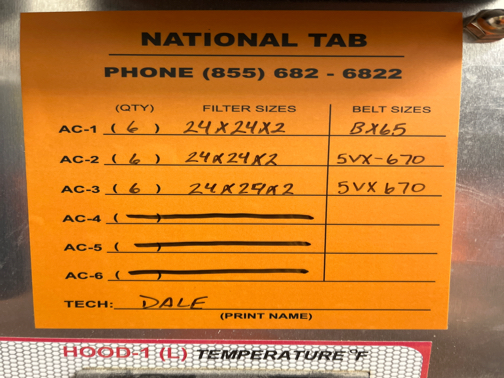 NATIONAL TAB
PHONE (855) 682 - 6822
(QTY) FILTER SIZES BELT SIZES
AC-1 ( 6 ) 24X24X2 BX65
AC-2 ( 6 ) 24X24X2 5VX-670
AC-3 ( 6 ) 24X24X2 5VX670
AC-4 ( )
AC-5 ( )
AC-6 ( )
TECH: DALE
(PRINT NAME)
HOOD-1 (L) TEMPERATURE °F